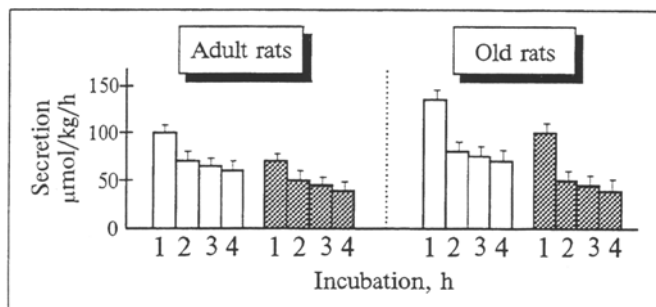 Adult rats
Old rats
Secretion
µmol/kg/h
150
100
50
0
1 2 3 4 1 2 3 4 1 2 3 4 1 2 3 4
Incubation, h